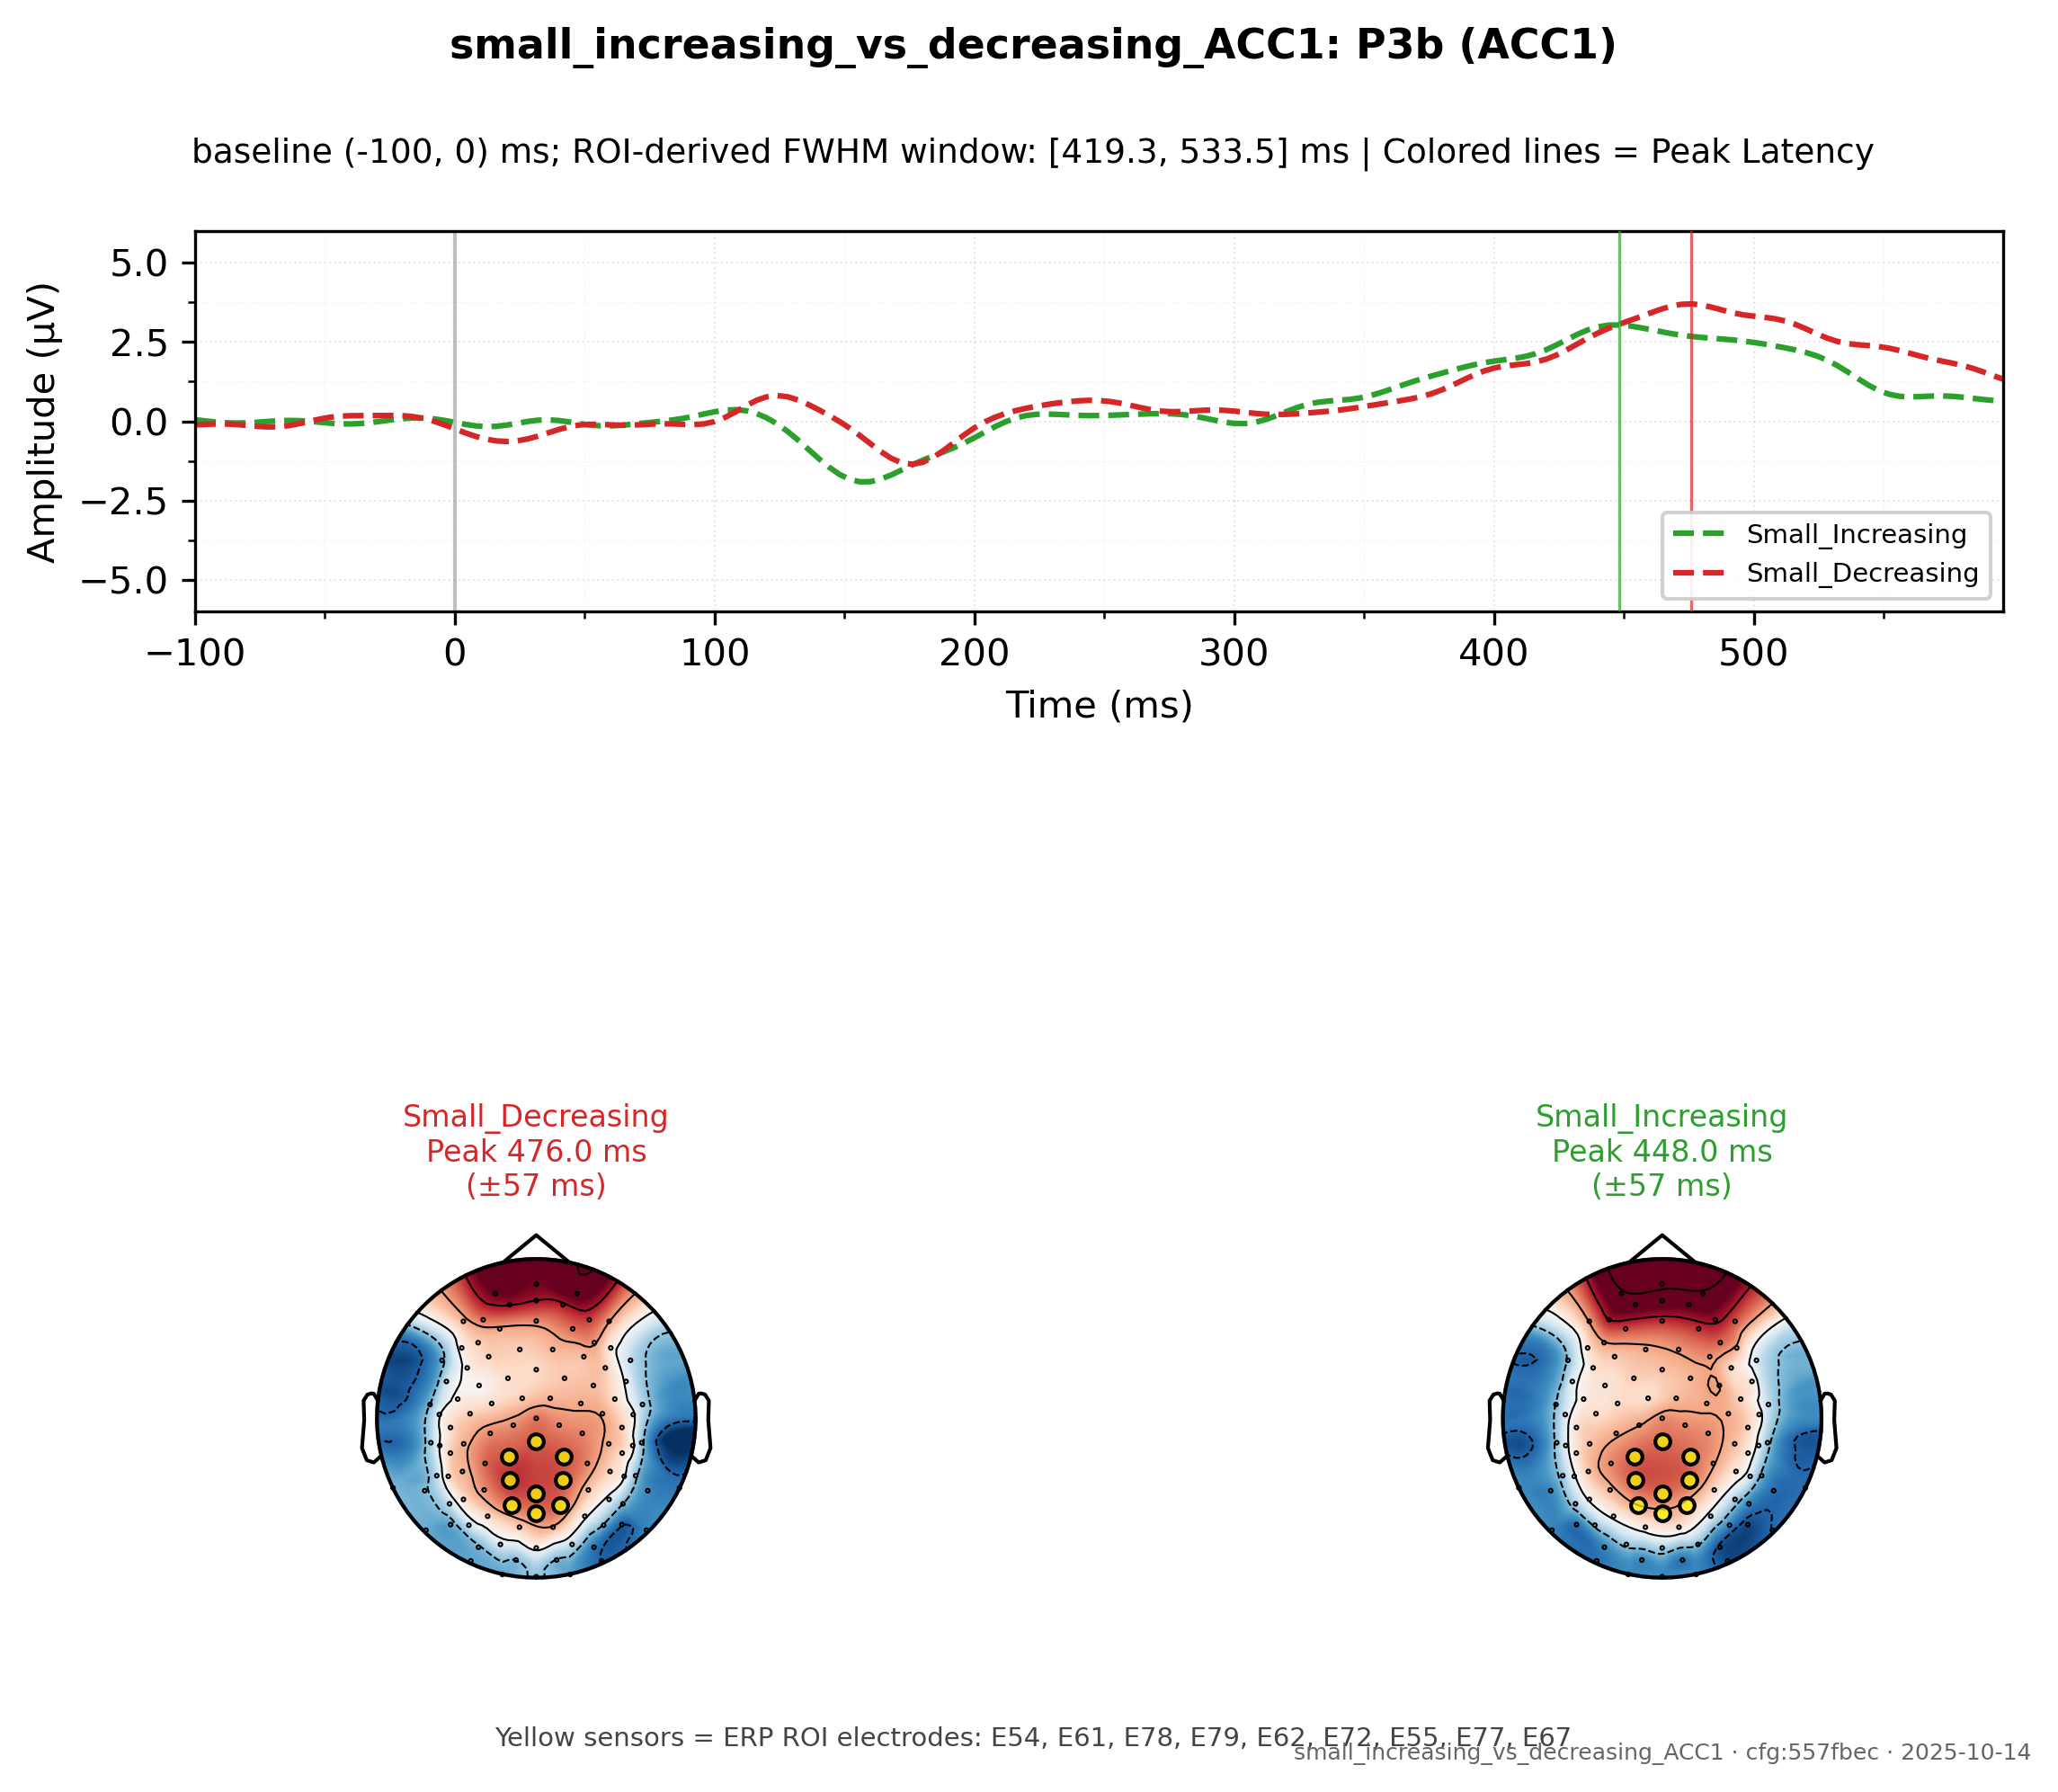 small_increasing_vs_decreasing_ACC1: P3b (ACC1)
baseline (-100, 0) ms; ROI-derived FWHM window: [419.3, 533.5] ms | Colored lines = Peak Latency
Amplitude (µV)
5.0
2.5
0.0
−2.5
−5.0
Small_Increasing
Small_Decreasing
−100 0 100 200 300 400 500
Time (ms)
Small_Decreasing
Peak 476.0 ms
(±57 ms)
Small_Increasing
Peak 448.0 ms
(±57 ms)
Yellow sensors = ERP ROI electrodes: E54, E61, E78, E79, E62, E72, E55, E77, E67
small_increasing_vs_decreasing_ACC1 · cfg:557fbec · 2025-10-14